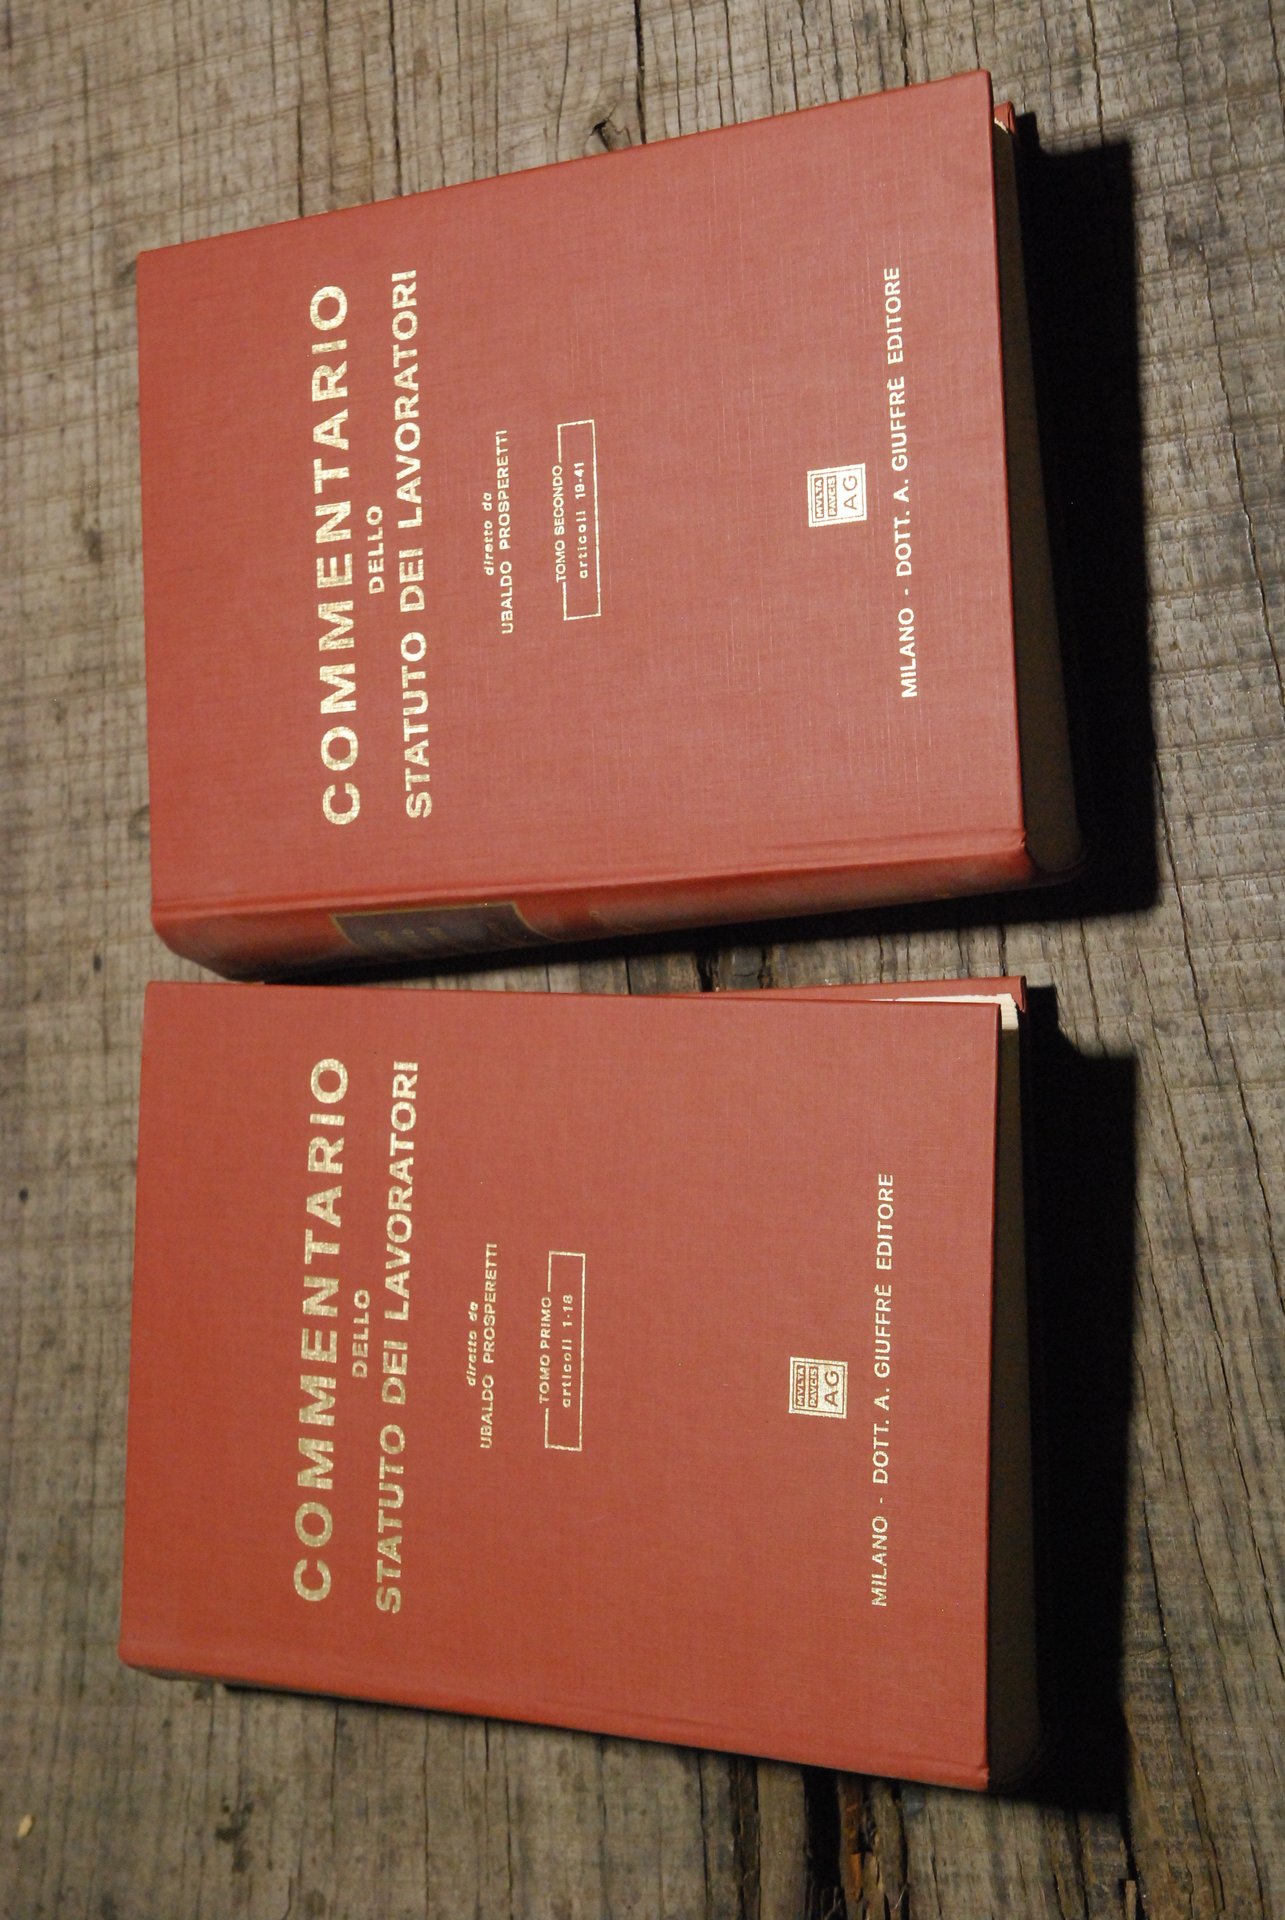 COMMENTARIO
DELLO
STATUTO DEI LAVORATORI
diretto da
UBALDO PROSPERETTI
TOMO PRIMO
articoli 1-18
MVLTA
PAVCIS
AG
MILANO - DOTT. A. GIUFFRÈ EDITORE
COMMENTARIO
DELLO
STATUTO DEI LAVORATORI
diretto da
UBALDO PROSPERETTI
TOMO SECONDO
articoli 19-41
MVLTA
PAVCIS
AG
MILANO - DOTT. A. GIUFFRÈ EDITORE